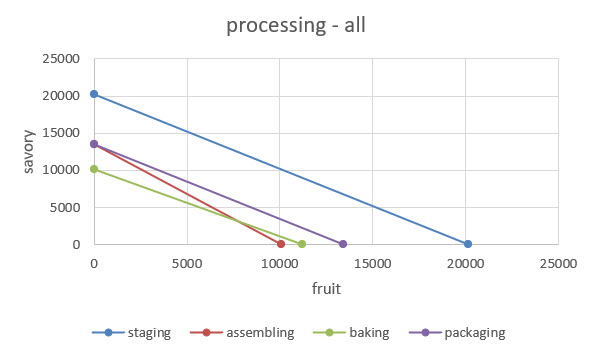 processing - all
25000
20000
15000
10000
5000
0
savory
0 5000 10000 15000 20000 25000
fruit
staging assembling baking packaging